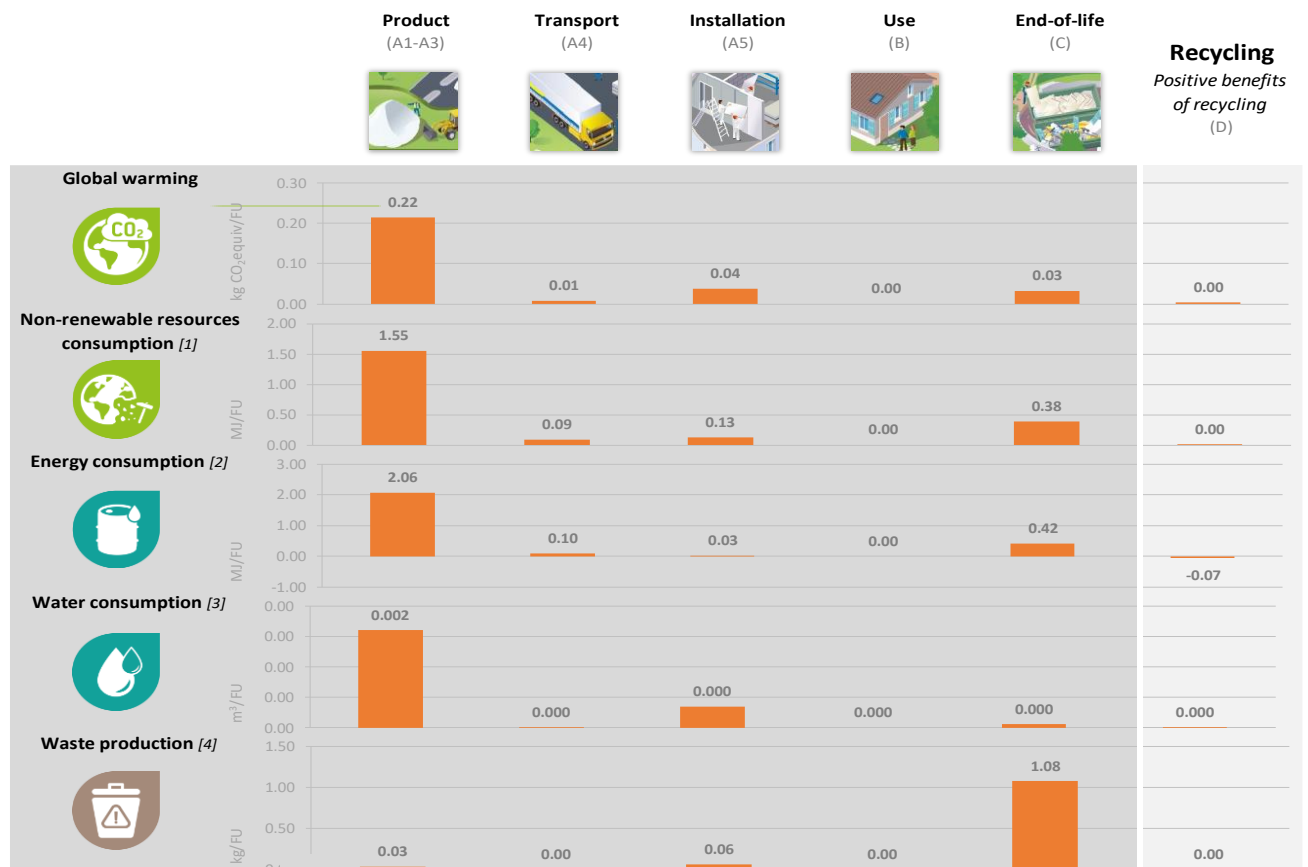 Product
(A1-A3)
Transport
(A4)
Installation
(A5)
Use
(B)
End-of-life
(C)
Recycling
Positive benefits
of recycling
(D)
Global warming
CO₂
kg CO₂equiv/FU
0.30
0.20
0.10
0.00
0.22
0.01
0.04
0.00
0.03
0.00
Non-renewable resources
consumption [1]
MJ/FU
2.00
1.50
1.00
0.50
0.00
1.55
0.09
0.13
0.00
0.38
0.00
Energy consumption [2]
MJ/FU
3.00
2.00
1.00
0.00
-1.00
2.06
0.10
0.03
0.00
0.42
-0.07
Water consumption [3]
m³/FU
0.00
0.00
0.00
0.00
0.00
0.002
0.000
0.000
0.000
0.000
0.000
Waste production [4]
kg/FU
1.50
1.00
0.50
0.03
0.00
0.06
0.00
1.08
0.00